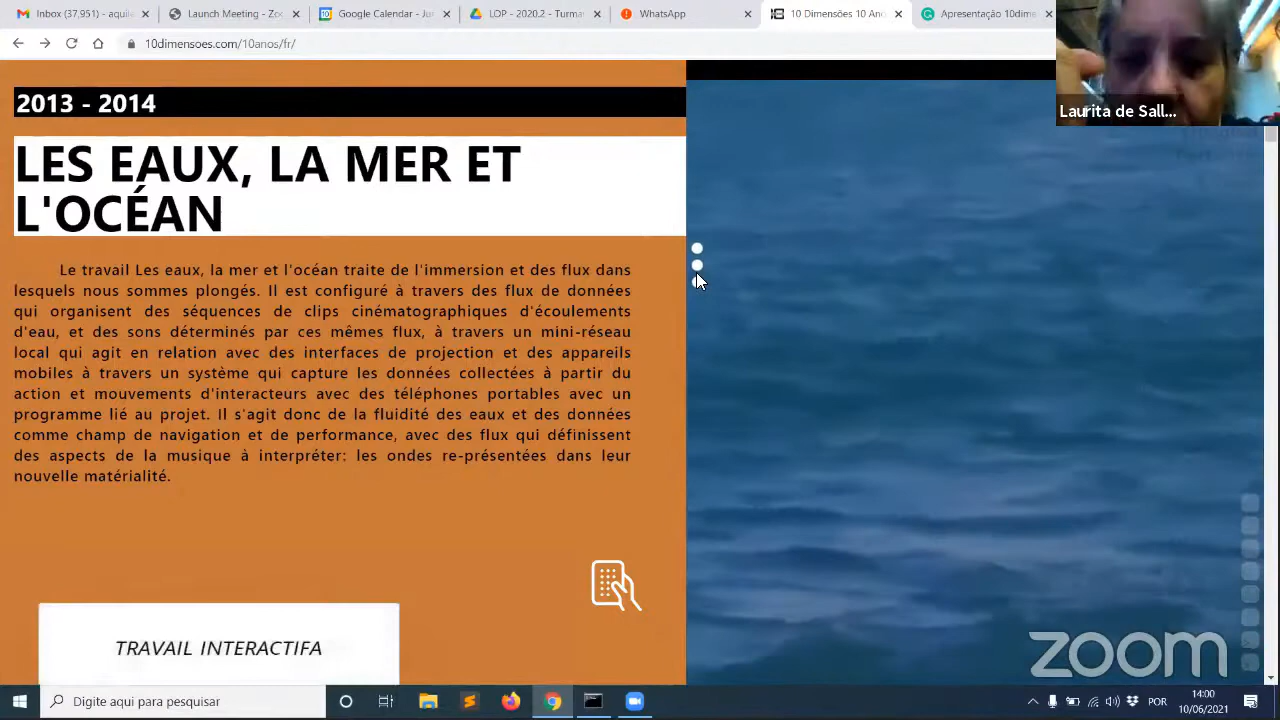 Inbox (10.615) - aquile
Launch Meeting - Zoo
Google Calendar - Ju
LOP - 2020.2 - Turma
WhatsApp
10 Dimensões 10 Ano
Apresentação 10dime
10dimensoes.com/10anos/fr/
Laurita de Sall...
2013 - 2014
LES EAUX, LA MER ET
L'OCÉAN
Le travail Les eaux, la mer et l'océan traite de l'immersion et des flux dans
lesquels nous sommes plongés. Il est configuré à travers des flux de données
qui organisent des séquences de clips cinématographiques d'écoulements
d'eau, et des sons déterminés par ces mêmes flux, à travers un mini-réseau
local qui agit en relation avec des interfaces de projection et des appareils
mobiles à travers un système qui capture les données collectées à partir du
action et mouvements d'interacteurs avec des téléphones portables avec un
programme lié au projet. Il s'agit donc de la fluidité des eaux et des données
comme champ de navigation et de performance, avec des flux qui définissent
des aspects de la musique à interpréter: les ondes re-présentées dans leur
nouvelle matérialité.
TRAVAIL INTERACTIFA
zoom
Digite aqui para pesquisar
POR
14:00
10/06/2021